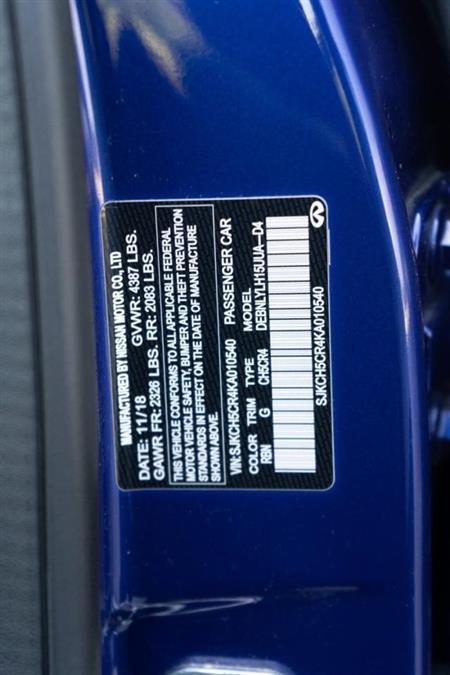 MANUFACTURED BY NISSAN MOTOR CO., LTD
DATE: 11/18 GVWR: 4387 LBS.
GAWR FR: 2326 LBS. RR: 2083 LBS.
THIS VEHICLE CONFORMS TO ALL APPLICABLE FEDERAL
MOTOR VEHICLE SAFETY, BUMPER AND THEFT PREVENTION
STANDARDS IN EFFECT ON THE DATE OF MANUFACTURE
SHOWN ABOVE.
VIN:SJKCH5CR4KA010540 PASSENGER CAR
COLOR TRIM TYPE MODEL
RBN G CH5CR4 DEBNLYLH15UUA—D4
SJKCH5CR4KA010540